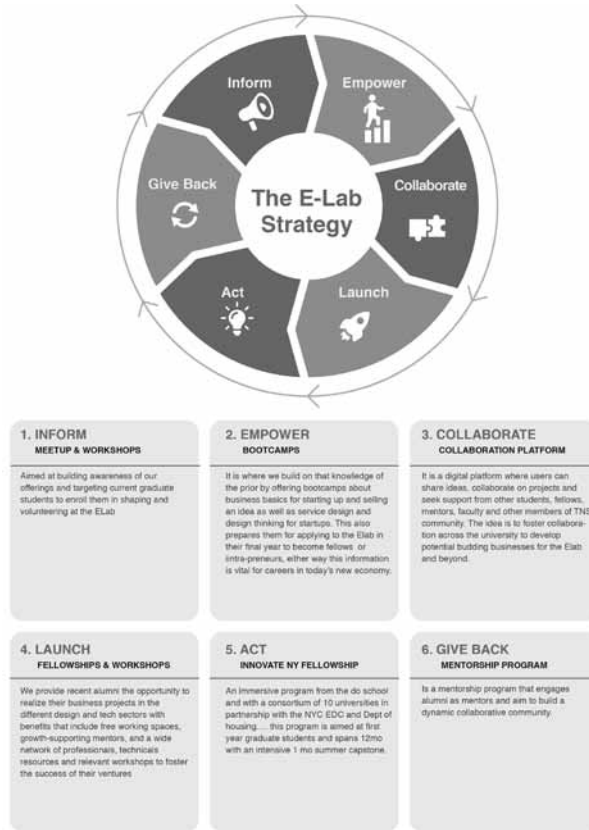 Inform
Empower
Give Back
The E-Lab
Strategy
Collaborate
Act
Launch
1. INFORM
MEETUP & WORKSHOPS
Aimed at building awareness of our
offerings and targeting current graduate
students to enroll them in shaping and
volunteering at the ELab
2. EMPOWER
BOOTCAMPS
It is where we build on that knowledge of
the prior by offering bootcamps about
business basics for starting up and selling
an idea as well as service design and
design thinking for startups. This also
prepares them for applying to the Elab in
their final year to become fellows or
iintra-preneurs, either way this information
is vital for careers in today's new economy.
3. COLLABORATE
COLLABORATION PLATFORM
It is a digital platform where users can
share ideas, collaborate on projects and
seek support from other students, fellows,
mentors, faculty and other members of TNS
community. The idea is to foster collabora-
tion across the university to develop
potential budding businesses for the Elab
and beyond.
4. LAUNCH
FELLOWSHIPS & WORKSHOPS
We provide recent alumni the opportunity to
realize their business projects in the
different design and tech sectors with
benefits that include free working spaces,
growth-supporting mentors, and a wide
network of professionals, technicals
resources and relevant workshops to foster
the success of their ventures
5. ACT
INNOVATE NY FELLOWSHIP
An immersive program from the do school
and with a consortium of 10 universities in
partnership with the NYC EDC and Dept of
housing.... this program is aimed at first
year graduate students and spans 12mo
with an intensive 1 mo summer capstone.
6. GIVE BACK
MENTORSHIP PROGRAM
Is a mentorship program that engages
alumni as mentors and aim to build a
dynamic collaborative community.